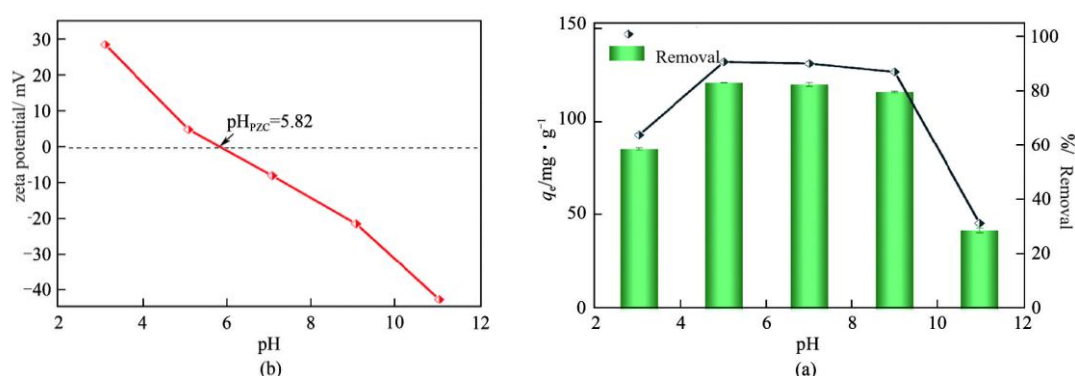 30
20
10
0
−10
−20
−30
−40
zeta potential/ mV
pH_PZC=5.82
2 4 6 8 10 12
pH
(b)
150
100
50
0
q_e/mg·g⁻¹
Removal
100
80
60
40
20
0
%/ Removal
2 4 6 8 10 12
pH
(a)